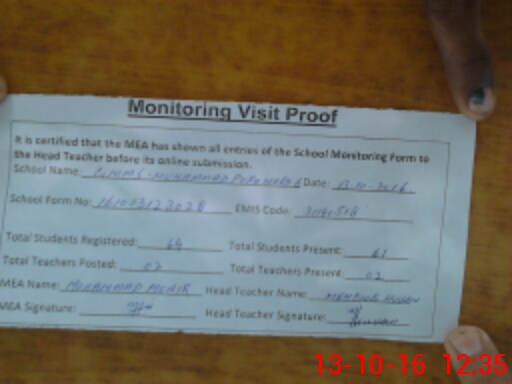 Monitoring Visit Proof
It is certified that the MEA has shown all entries of the School Monitoring Form to
the Head Teacher before its online submission.
School Name: MUHAMMAD Date: 13-10-2016
School Form No: EMIS Code:
Total Students Registered: 69 Total Students Present: 61
Total Teachers Posted: 02 Total Teachers Present: 02
MEA Name: MUHAMMAD MUNIR Head Teacher Name:
MEA Signature: Head Teacher Signature:
13-10-16 12:35